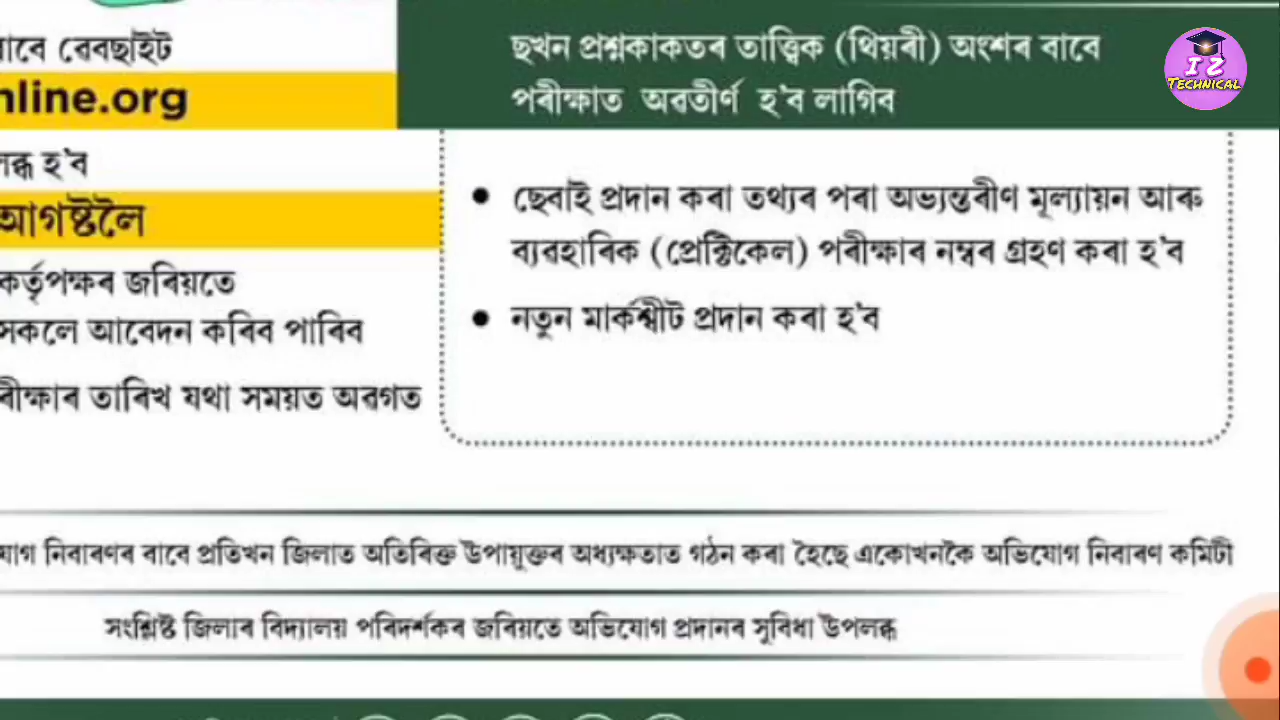 ছখন প্ৰশ্নকাকতৰ তাত্ত্বিক (থিয়ৰী) অংশৰ বাবে
পৰীক্ষাত অৱতীৰ্ণ হ'ব লাগিব
ৱেবছাইট
nline.org
হ'ব
আগষ্টলৈ
কৰ্তৃপক্ষৰ জৰিয়তে
সকলে আবেদন কৰিব পাৰিব
তাৰিখ যথা সময়ত অৱগত
• ছেবাই প্ৰদান কৰা তথ্যৰ পৰা অভ্যন্তৰীণ মূল্যায়ন আৰু
ব্যৱহাৰিক (প্ৰেক্টিকেল) পৰীক্ষাৰ নম্বৰ গ্ৰহণ কৰা হ'ব
• নতুন মাৰ্কশ্বীট প্ৰদান কৰা হ'ব
নিবাৰণৰ বাবে প্ৰতিখন জিলাত অতিৰিক্ত উপায়ুক্তৰ অধ্যক্ষতাত গঠন কৰা হৈছে একোখনকৈ অভিযোগ নিবাৰণ কমিটী
সংশ্লিষ্ট জিলাৰ বিদ্যালয় পৰিদৰ্শকৰ জৰিয়তে অভিযোগ প্ৰদানৰ সুবিধা উপলব্ধ
I Z
TECHNICAL